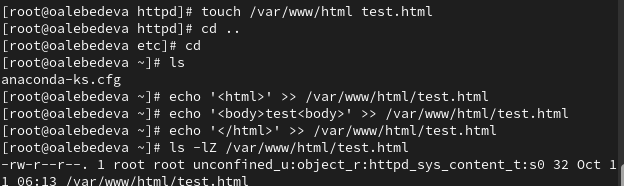 [root@oalebedeva httpd]# touch /var/www/html test.html
[root@oalebedeva httpd]# cd ..
[root@oalebedeva etc]# cd
[root@oalebedeva ~]# ls
anaconda-ks.cfg
[root@oalebedeva ~]# echo '<html>' >> /var/www/html/test.html
[root@oalebedeva ~]# echo '<body>test<body>' >> /var/www/html/test.html
[root@oalebedeva ~]# echo '</html>' >> /var/www/html/test.html
[root@oalebedeva ~]# ls -lZ /var/www/html/test.html
-rw-r--r--. 1 root root unconfined_u:object_r:httpd_sys_content_t:s0 32 Oct 1
1 06:13 /var/www/html/test.html